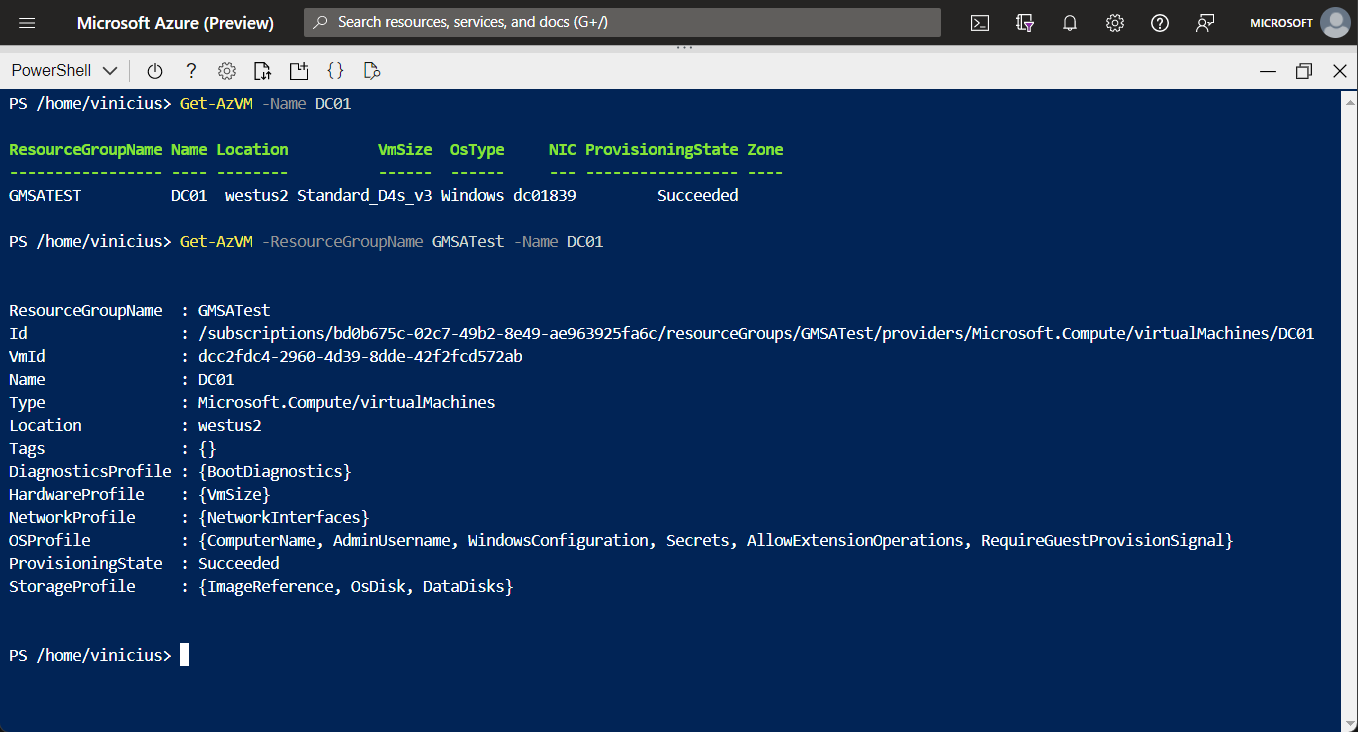 Microsoft Azure (Preview) Search resources, services, and docs (G+/) MICROSOFT
PowerShell
PS /home/vinicius> Get-AzVM -Name DC01
ResourceGroupName Name Location VmSize OsType NIC ProvisioningState Zone
----------------- ---- -------- ------ ------ --- ----------------- ----
GMSATEST DC01 westus2 Standard_D4s_v3 Windows dc01839 Succeeded
PS /home/vinicius> Get-AzVM -ResourceGroupName GMSATest -Name DC01
ResourceGroupName : GMSATest
Id : /subscriptions/bd0b675c-02c7-49b2-8e49-ae963925fa6c/resourceGroups/GMSATest/providers/Microsoft.Compute/virtualMachines/DC01
VmId : dcc2fdc4-2960-4d39-8dde-42f2fcd572ab
Name : DC01
Type : Microsoft.Compute/virtualMachines
Location : westus2
Tags : {}
DiagnosticsProfile : {BootDiagnostics}
HardwareProfile : {VmSize}
NetworkProfile : {NetworkInterfaces}
OSProfile : {ComputerName, AdminUsername, WindowsConfiguration, Secrets, AllowExtensionOperations, RequireGuestProvisionSignal}
ProvisioningState : Succeeded
StorageProfile : {ImageReference, OsDisk, DataDisks}
PS /home/vinicius>